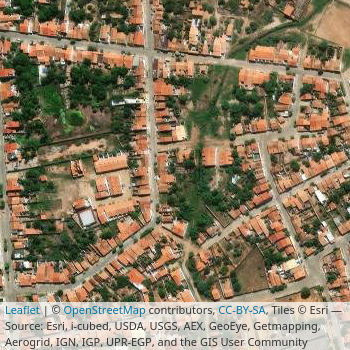 Leaflet | © OpenStreetMap contributors, CC-BY-SA, Tiles © Esri —
Source: Esri, i-cubed, USDA, USGS, AEX, GeoEye, Getmapping,
Aerogrid, IGN, IGP, UPR-EGP, and the GIS User Community